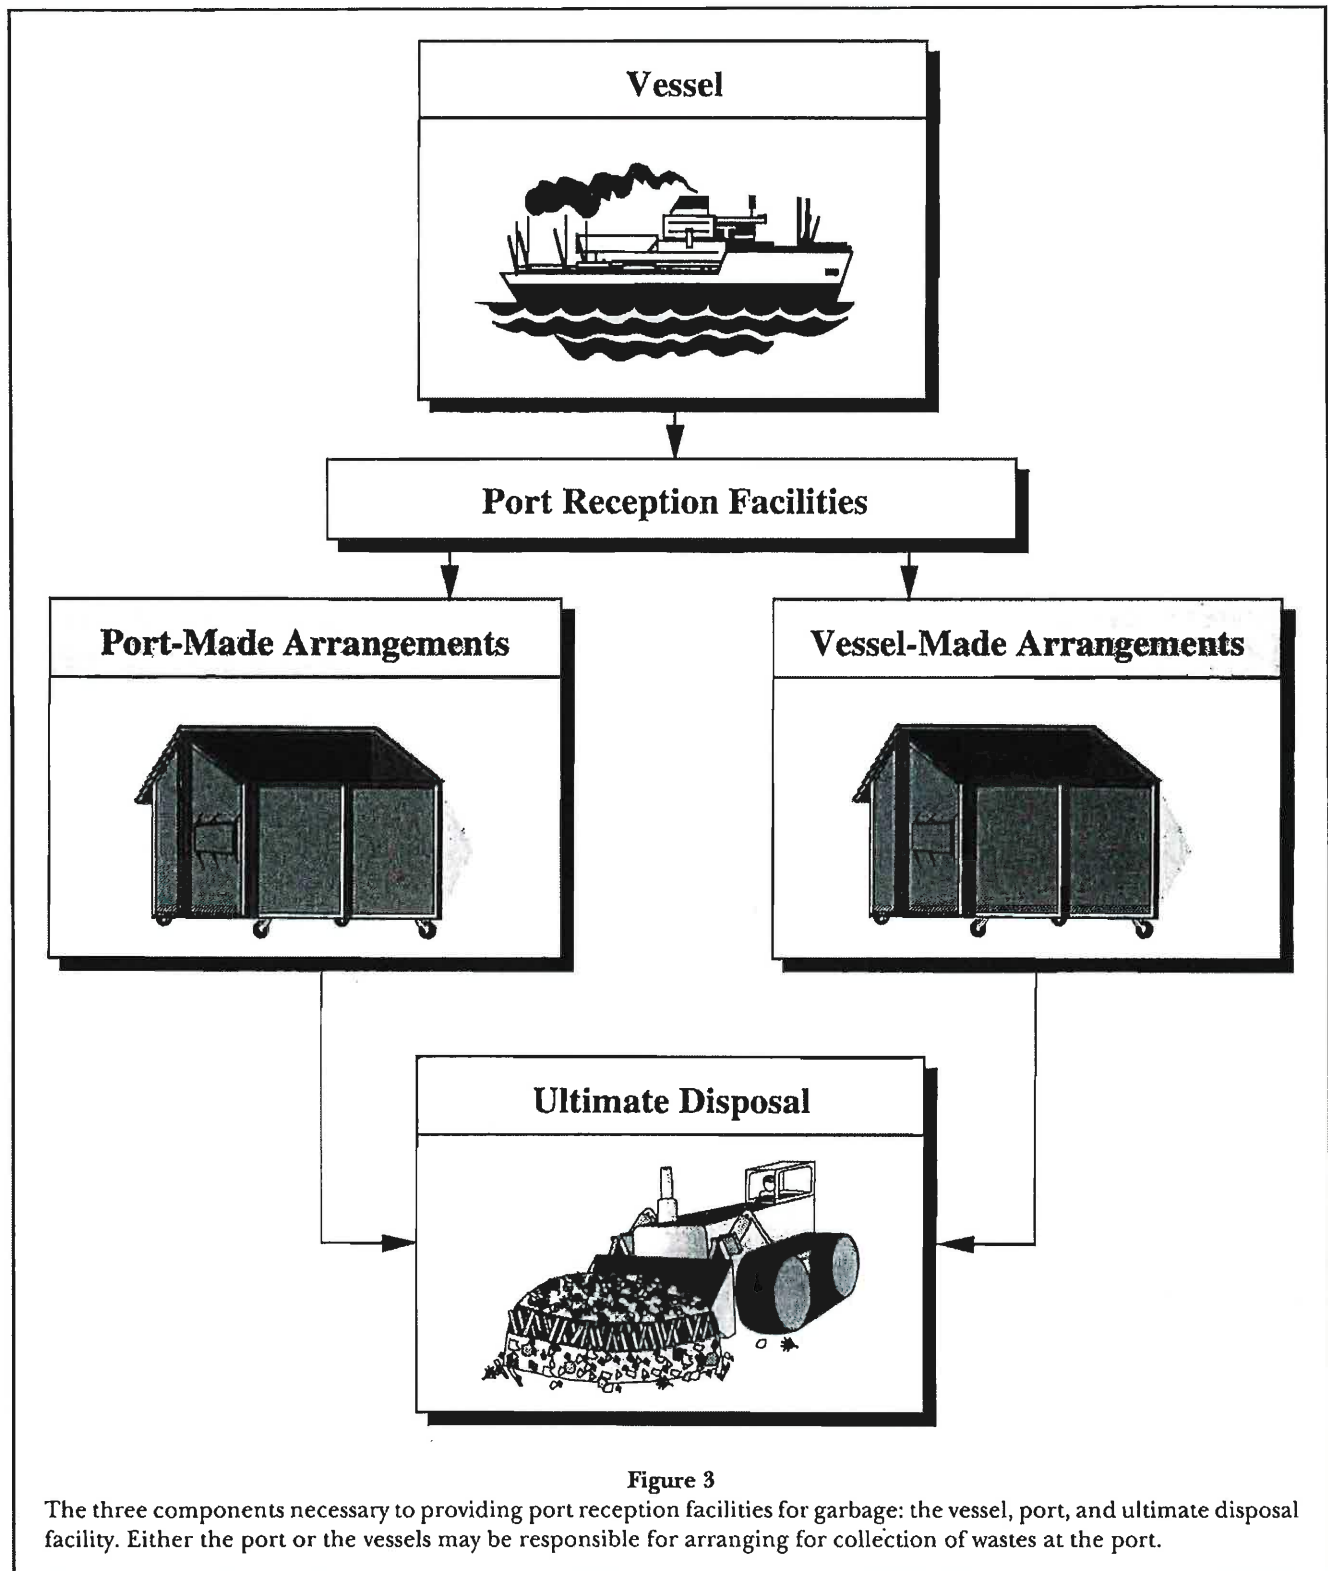 Vessel
Port Reception Facilities
Port-Made Arrangements
Vessel-Made Arrangements
Ultimate Disposal
Figure 3
The three components necessary to providing port reception facilities for garbage: the vessel, port, and ultimate disposal
facility. Either the port or the vessels may be responsible for arranging for collection of wastes at the port.